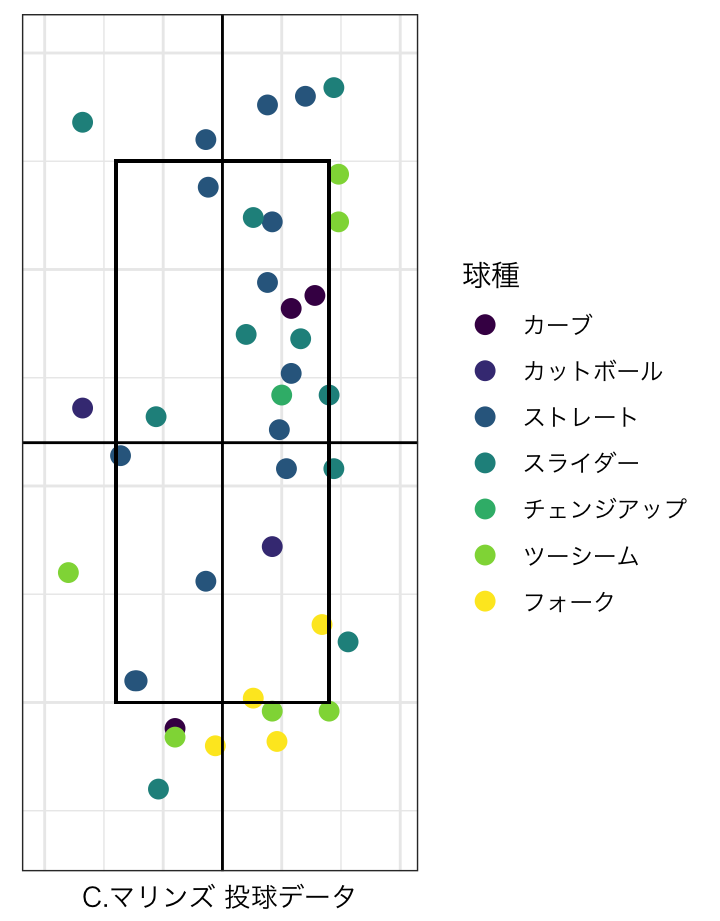 球種
カーブ
カットボール
ストレート
スライダー
チェンジアップ
ツーシーム
フォーク
C.マリンズ 投球データ